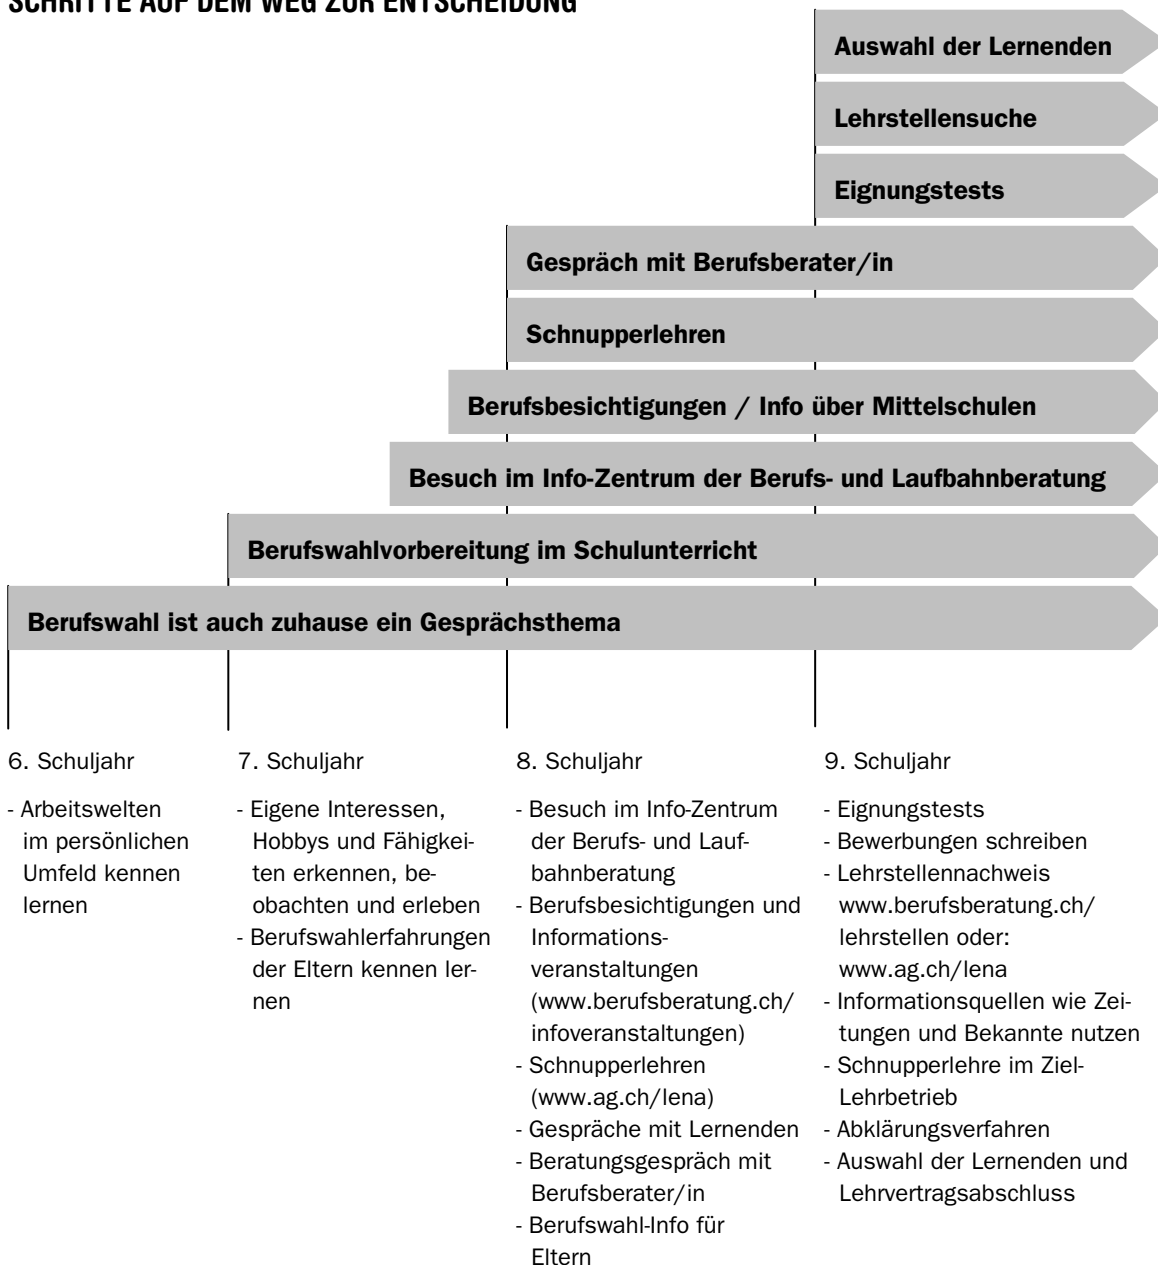 SCHRITTE AUF DEM WEG ZUR ENTSCHEIDUNG
Auswahl der Lernenden
Lehrstellensuche
Eignungstests
Gespräch mit Berufsberater/in
Schnupperlehren
Berufsbesichtigungen / Info über Mittelschulen
Besuch im Info-Zentrum der Berufs- und Laufbahnberatung
Berufswahlvorbereitung im Schulunterricht
Berufswahl ist auch zuhause ein Gesprächsthema
6. Schuljahr
- Arbeitswelten
im persönlichen
Umfeld kennen
lernen
7. Schuljahr
- Eigene Interessen,
Hobbys und Fähigkei-
ten erkennen, be-
obachten und erleben
- Berufswahlerfahrungen
der Eltern kennen ler-
nen
8. Schuljahr
- Besuch im Info-Zentrum
der Berufs- und Lauf-
bahnberatung
- Berufsbesichtigungen und
Informations-
veranstaltungen
(www.berufsberatung.ch/
infoveranstaltungen)
- Schnupperlehren
(www.ag.ch/lena)
- Gespräche mit Lernenden
- Beratungsgespräch mit
Berufsberater/in
- Berufswahl-Info für
Eltern
9. Schuljahr
- Eignungstests
- Bewerbungen schreiben
- Lehrstellennachweis
www.berufsberatung.ch/
lehrstellen oder:
www.ag.ch/lena
- Informationsquellen wie Zei-
tungen und Bekannte nutzen
- Schnupperlehre im Ziel-
Lehrbetrieb
- Abklärungsverfahren
- Auswahl der Lernenden und
Lehrvertragsabschluss